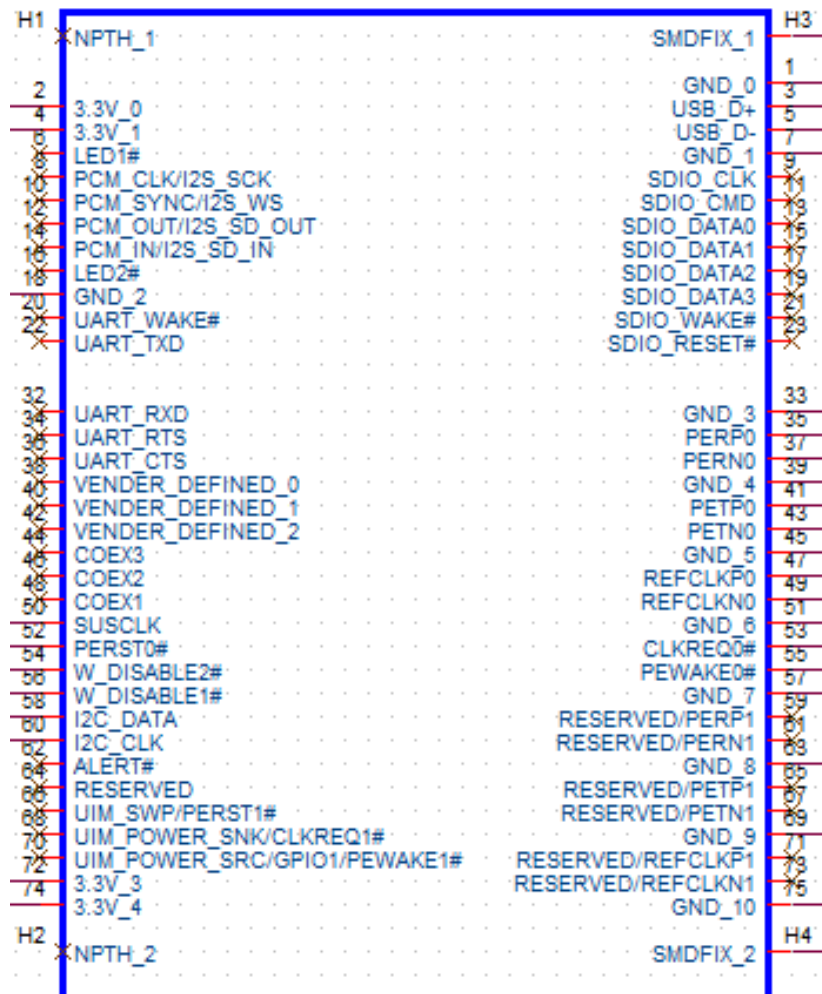 H1 NPTH_1 SMDFIX_1 H3
GND_0 1
2 3.3V_0 USB_D+ 3
4 3.3V_1 USB_D- 5
6 LED1# GND_1 7
8 PCM_CLK/I2S_SCK SDIO_CLK 9
10 PCM_SYNC/I2S_WS SDIO_CMD 11
12 PCM_OUT/I2S_SD_OUT SDIO_DATA0 13
14 PCM_IN/I2S_SD_IN SDIO_DATA1 15
16 LED2# SDIO_DATA2 17
18 GND_2 SDIO_DATA3 19
20 UART_WAKE# SDIO_WAKE# 21
22 UART_TXD SDIO_RESET# 23
32 UART_RXD GND_3 33
34 UART_RTS PERP0 35
36 UART_CTS PERN0 37
38 VENDER_DEFINED_0 GND_4 39
40 VENDER_DEFINED_1 PETP0 41
42 VENDER_DEFINED_2 PETN0 43
44 COEX3 GND_5 45
46 COEX2 REFCLKP0 47
48 COEX1 REFCLKN0 49
50 SUSCLK GND_6 51
52 PERST0# CLKREQ0# 53
54 W_DISABLE2# PEWAKE0# 55
56 W_DISABLE1# GND_7 57
58 I2C_DATA RESERVED/PERP1 59
60 I2C_CLK RESERVED/PERN1 61
62 ALERT# GND_8 63
64 RESERVED RESERVED/PETP1 65
66 UIM_SWP/PERST1# RESERVED/PETN1 67
68 UIM_POWER_SNK/CLKREQ1# GND_9 69
70 UIM_POWER_SRC/GPIO1/PEWAKE1# RESERVED/REFCLKP1 71
72 3.3V_3 RESERVED/REFCLKN1 73
74 3.3V_4 GND_10 75
H2 NPTH_2 SMDFIX_2 H4